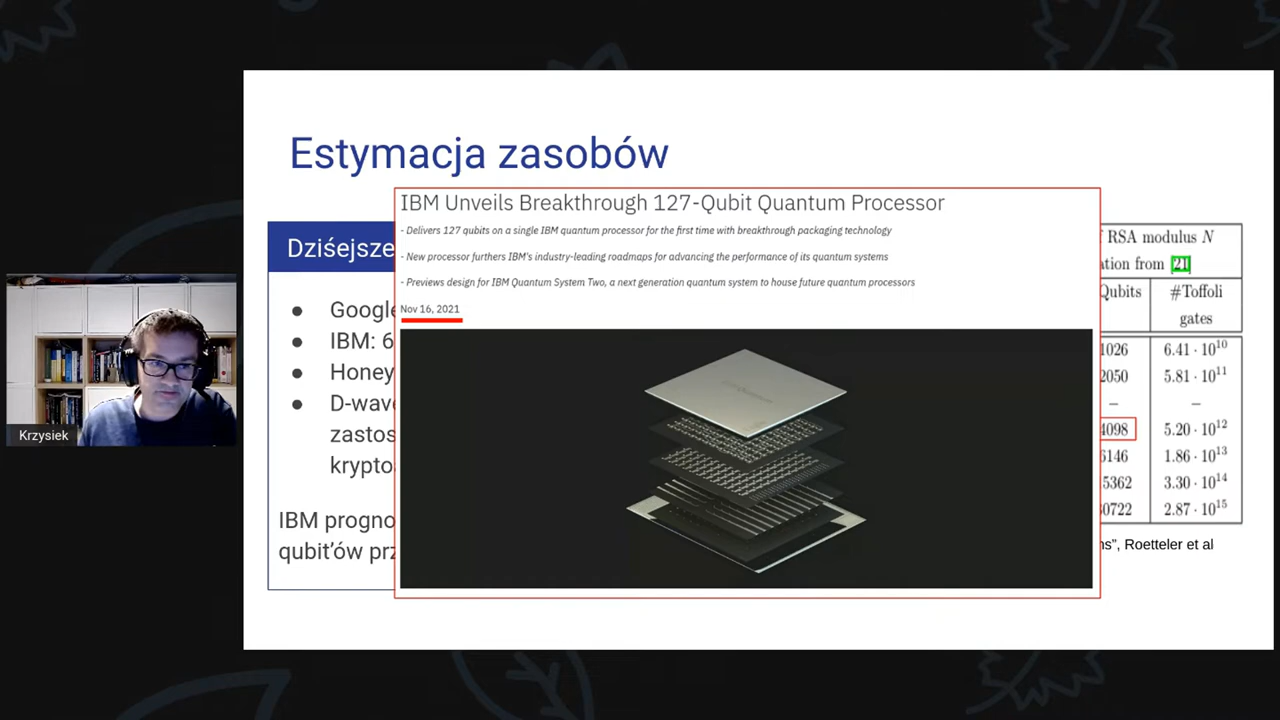 Estymacja zasobów
IBM Unveils Breakthrough 127-Qubit Quantum Processor
- Delivers 127 qubits on a single IBM quantum processor for the first time with breakthrough packaging technology
- New processor furthers IBM's industry-leading roadmaps for advancing the performance of its quantum systems
- Previews design for IBM Quantum System Two, a next generation quantum system to house future quantum processors
Nov 16, 2021
Dziśejsze
● Google
● IBM: 6
● Honey
● D-wave
zastos
krypto
IBM progno
qubit'ów prz
RSA modulus N
ation from [21]
Qubits #Toffoli
gates
1026 6.41 · 10^10
2050 5.81 · 10^11
– –
4098 5.20 · 10^12
6146 1.86 · 10^13
5362 3.30 · 10^14
0722 2.87 · 10^15
ns", Roetteler et al
Krzysiek